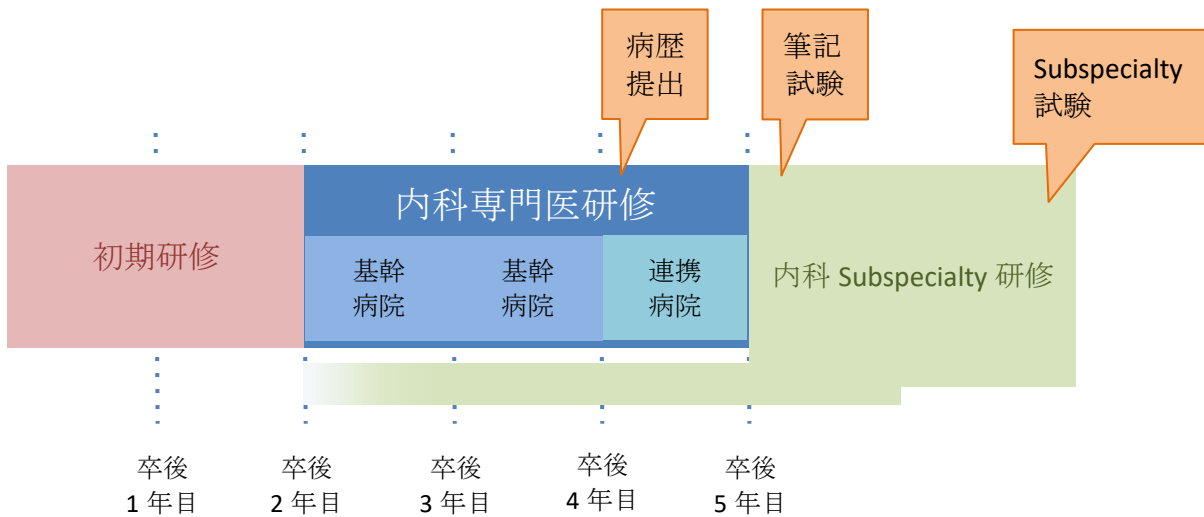 病歴
提出
筆記
試験
Subspecialty
試験
内科専門医研修
初期研修
基幹
病院
基幹
病院
連携
病院
内科 Subspecialty 研修
卒後
1 年目
卒後
2 年目
卒後
3 年目
卒後
4 年目
卒後
5 年目